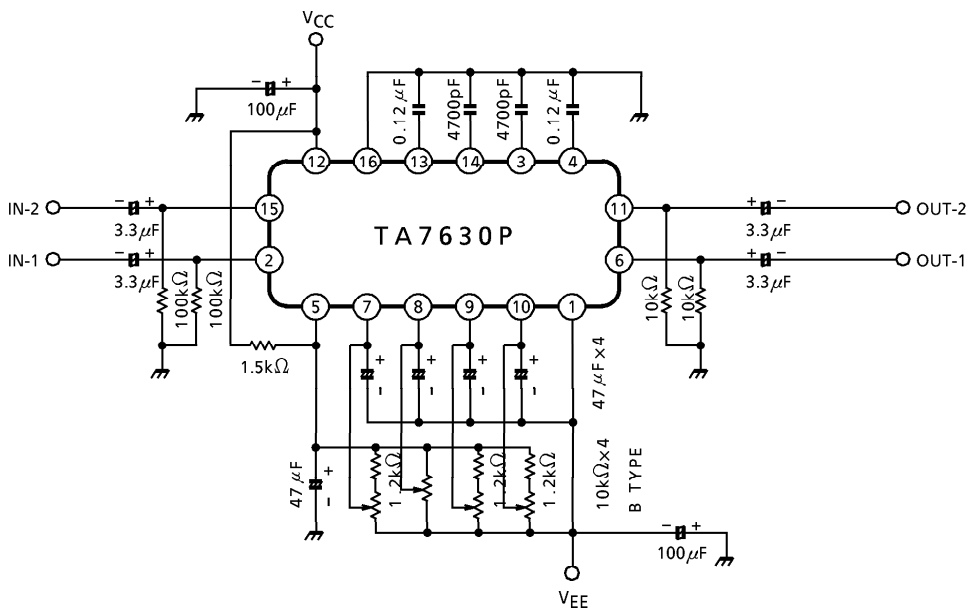 VCC
100μF
0.12μF
4700pF
4700pF
0.12μF
12
16
13
14
3
4
IN-2
3.3μF
15
TA7630P
11
3.3μF
OUT-2
IN-1
3.3μF
2
6
3.3μF
OUT-1
100kΩ
100kΩ
10kΩ
10kΩ
5
7
8
9
10
1
1.5kΩ
47μF×4
47μF
1.2kΩ
1.2kΩ
1.2kΩ
10kΩ×4
B TYPE
100μF
VEE